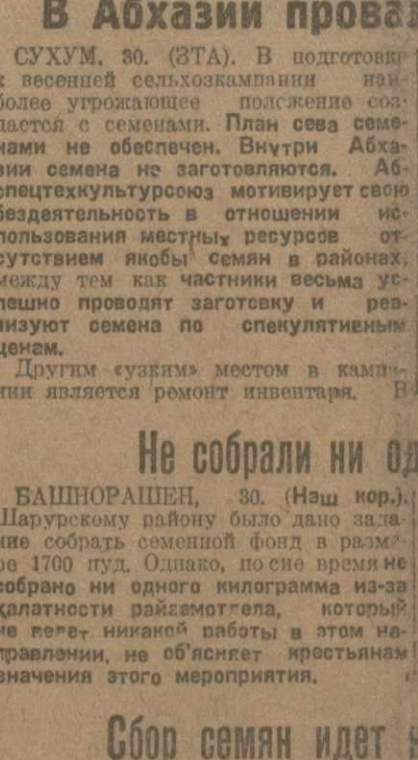 В Абхазии прова
СУХУМ, 30. (ЗТА). В подготовке
к весенней сельхозкампании наи-
более угрожающее положение соз-
дается с семенами. План сева семе-
нами не обеспечен. Внутри Абха-
зии семена не заготовляются. Аб-
спецтехкультурсоюз мотивирует свою
бездеятельность в отношении ис-
пользования местных ресурсов от-
сутствием якобы семян в районах,
между тем как частники весьма ус-
пешно проводят заготовку и реа-
лизуют семена по спекулятивным
ценам.
Другим «узким» местом в кампа-
нии является ремонт инвентаря. В
Не собрали ни од
БАШНОРАШЕН, 30. (Наш кор.).
Шарурскому району было дано зада-
ние собрать семенной фонд в разме-
ре 1700 пуд. Однако, по сие время не
собрано ни одного килограмма из-за
халатности райземотдела, который
не ведет никакой работы в этом на-
правлении, не об'ясняет крестьянам
значения этого мероприятия.
Сбор семян идет